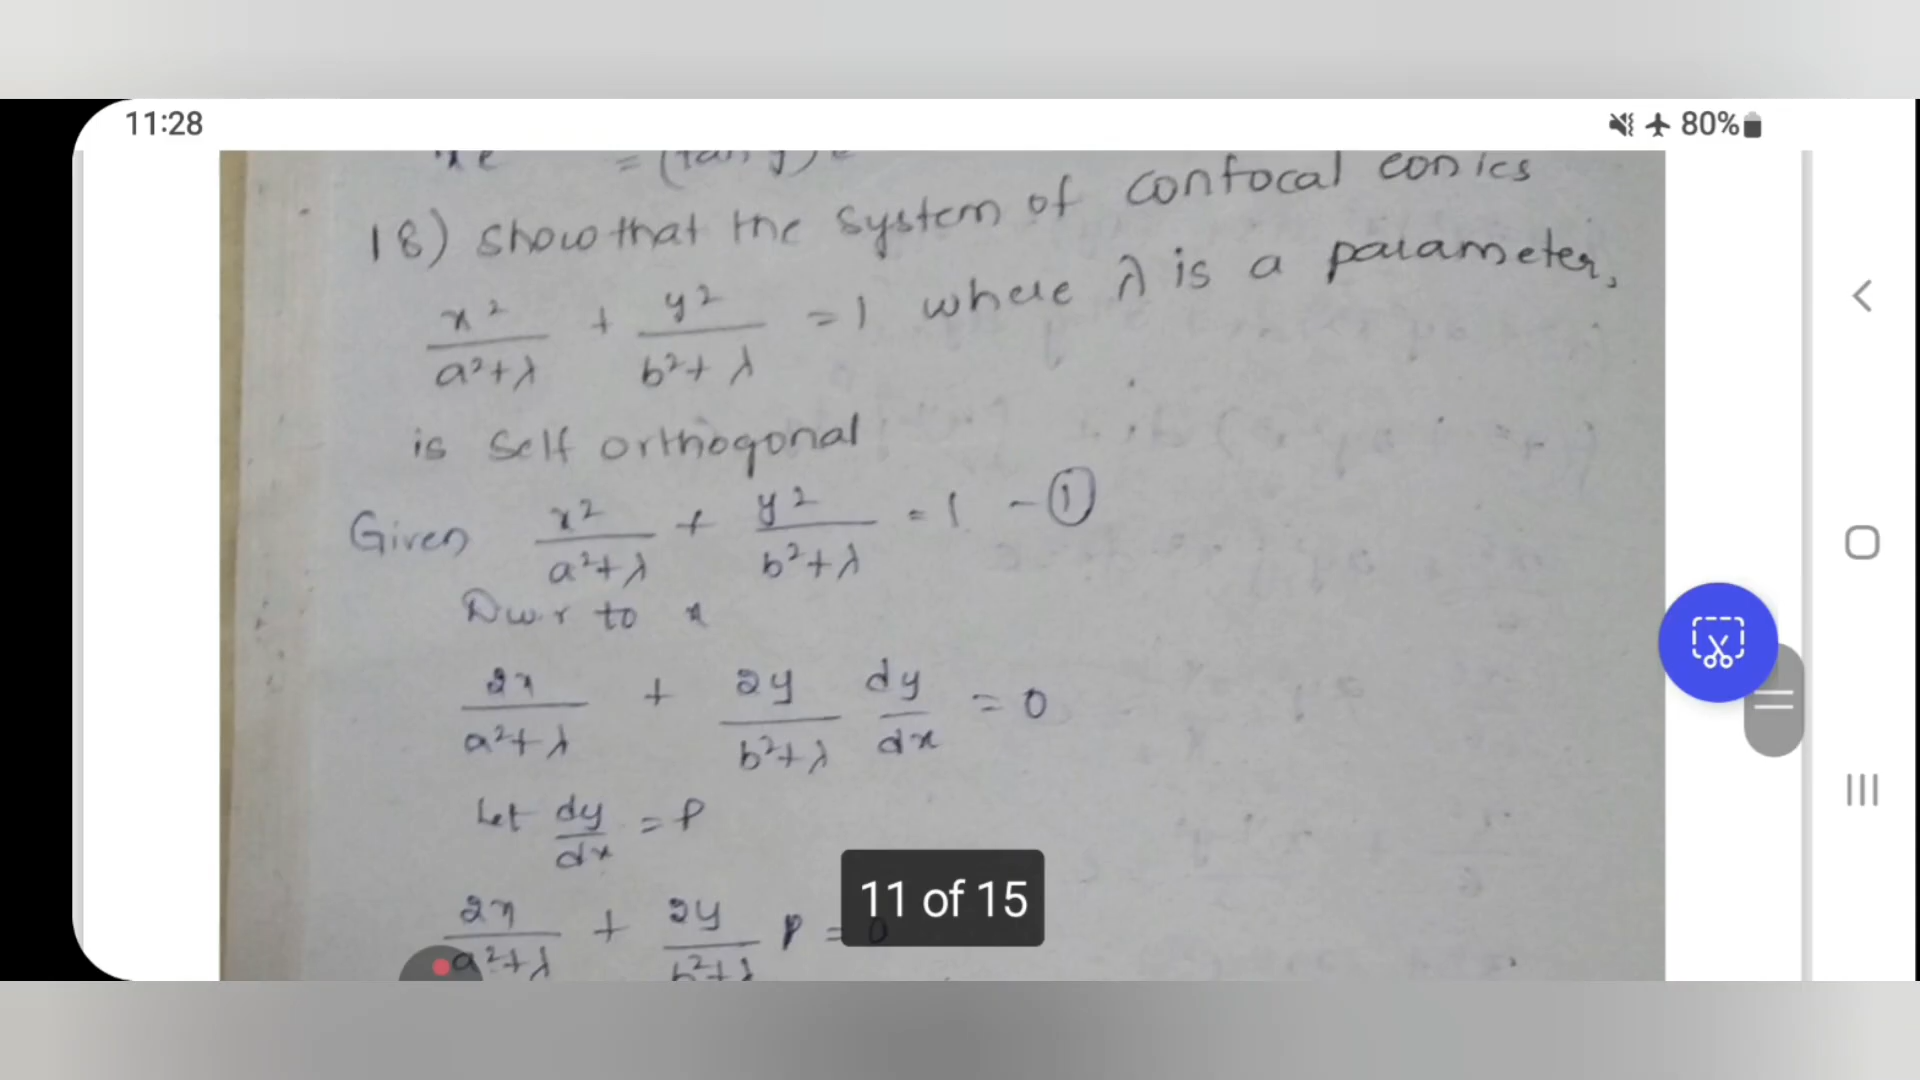 11:28
80%
= (tan
18) show that the system of confocal conics
x² / a²+λ + y² / b²+λ = 1 where λ is a parameter,
is self orthogonal
Given x² / a²+λ + y² / b²+λ = 1 - ①
D w.r to x
2x / a²+λ + 2y / b²+λ dy / dx = 0
Let dy / dx = P
11 of 15
2x / a²+λ + 2y / b²+λ P = 0